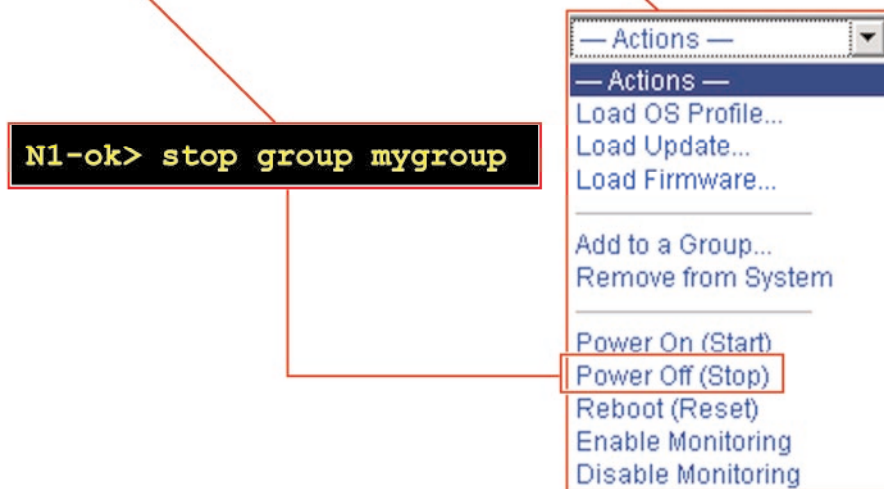 N1-ok> stop group mygroup
— Actions —
— Actions —
Load OS Profile...
Load Update...
Load Firmware...
Add to a Group...
Remove from System
Power On (Start)
Power Off (Stop)
Reboot (Reset)
Enable Monitoring
Disable Monitoring